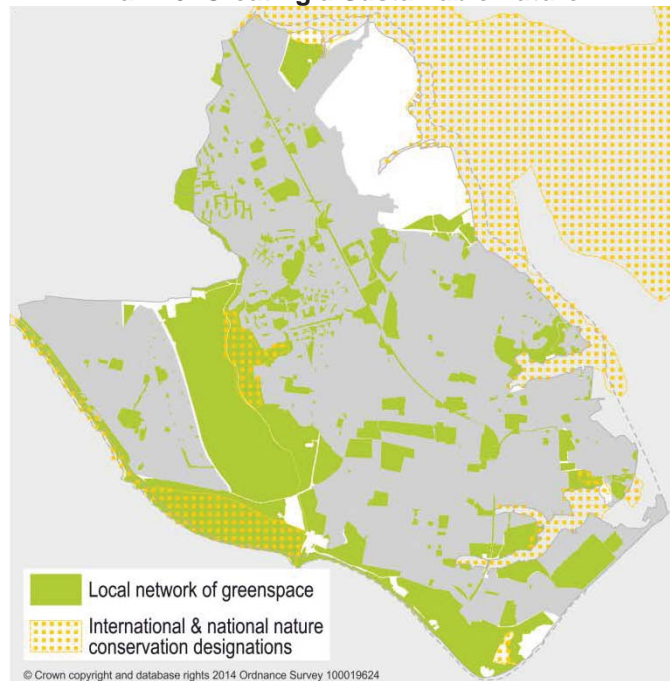 Local network of greenspace
International & national nature
conservation designations
© Crown copyright and database rights 2014 Ordnance Survey 100019624